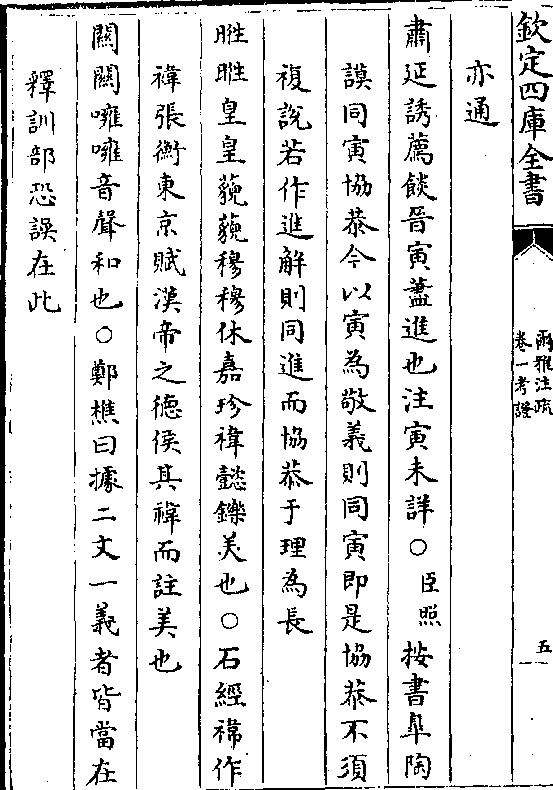 欽定四庫全書
爾雅注疏
卷一考證
五
亦通
肅延誘薦餤晉寅藎進也注寅未詳○臣照按書臯陶
謨同寅協恭今以寅為敬義則同寅即是協恭不須
複說若作進解則同進而協恭于理為長
暀暀皇皇藐藐穆穆休嘉珍禕懿鑠美也○石經禕作
褘張衡東京賦漢帝之徳侯其褘而註美也
關關噰噰音聲和也○鄭樵曰據二文一義者皆當在
釋訓部恐誤在此